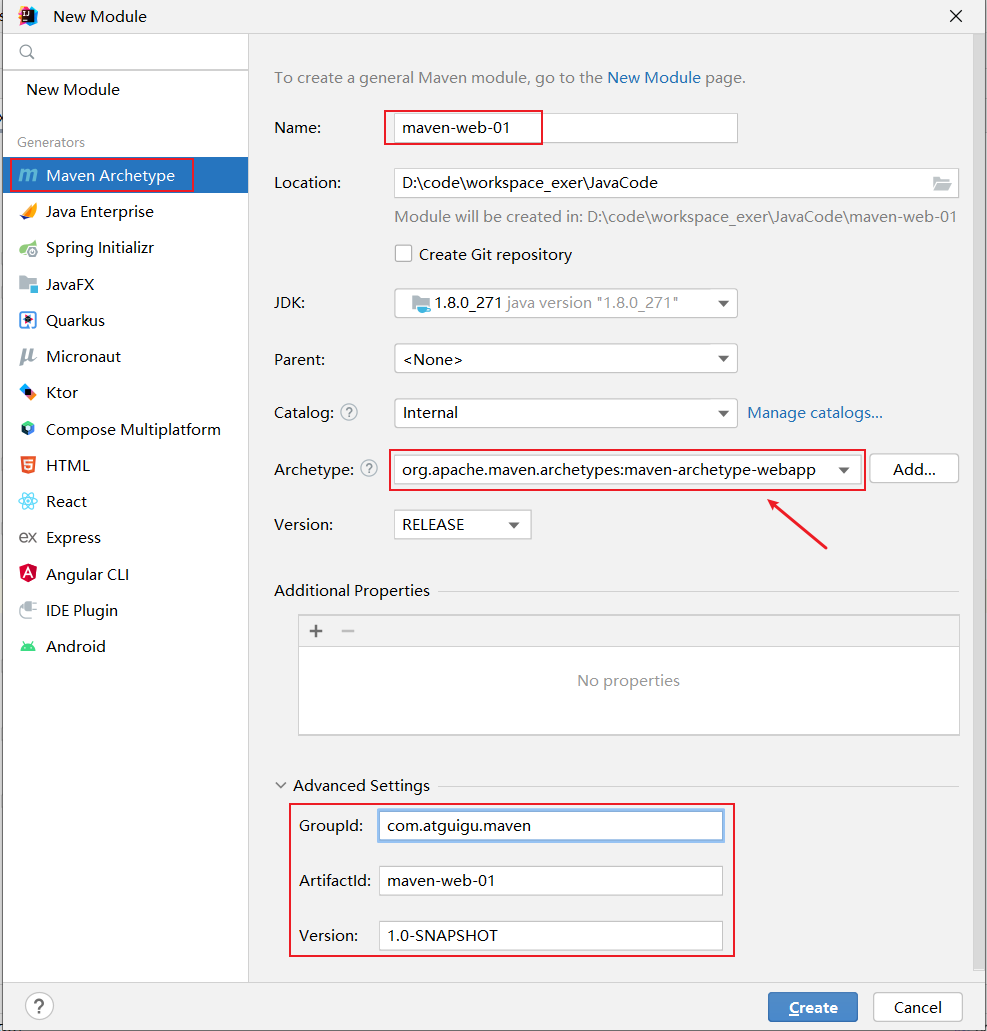 New Module
New Module
Generators
Maven Archetype
Java Enterprise
Spring Initializr
JavaFX
Quarkus
Micronaut
Ktor
Compose Multiplatform
HTML
React
Express
Angular CLI
IDE Plugin
Android
To create a general Maven module, go to the New Module page.
Name: maven-web-01
Location: D:\code\workspace_exer\JavaCode
Module will be created in: D:\code\workspace_exer\JavaCode\maven-web-01
Create Git repository
JDK: 1.8.0_271 java version "1.8.0_271"
Parent: <None>
Catalog: ? Internal Manage catalogs...
Archetype: ? org.apache.maven.archetypes:maven-archetype-webapp Add...
Version: RELEASE
Additional Properties
No properties
Advanced Settings
GroupId: com.atguigu.maven
ArtifactId: maven-web-01
Version: 1.0-SNAPSHOT
? Create Cancel